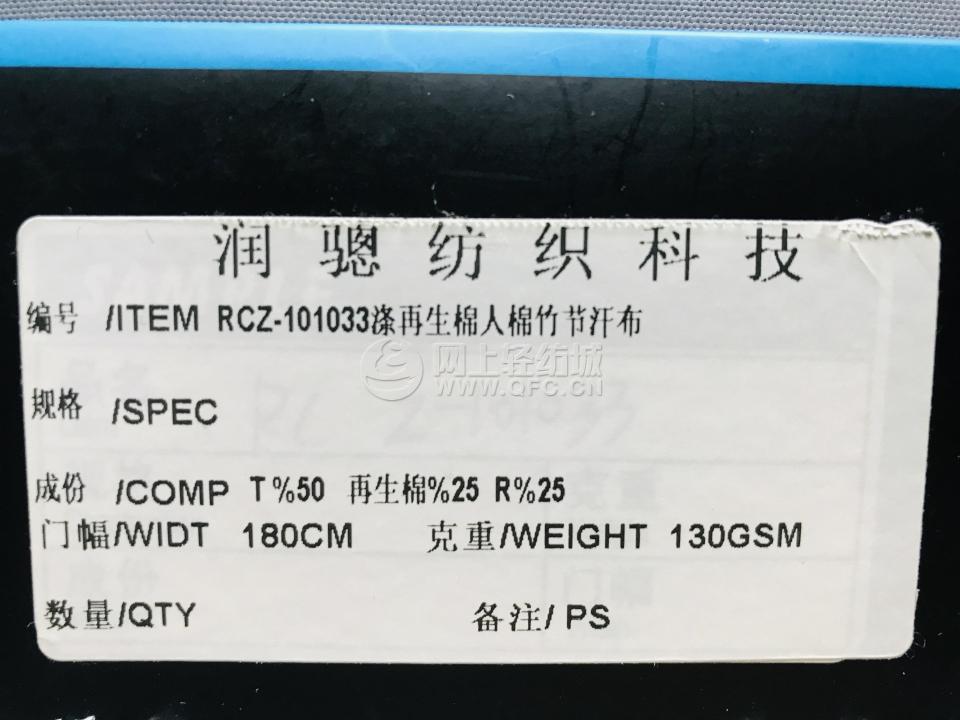 润骢纺织科技
编号 /ITEM RCZ-101033涤再生棉人棉竹节汗布
网上轻纺城
WWW.QFC.CN
规格 /SPEC
成份 /COMP T%50 再生棉%25 R%25
门幅/WIDT 180CM 克重/WEIGHT 130GSM
数量/QTY 备注/ PS